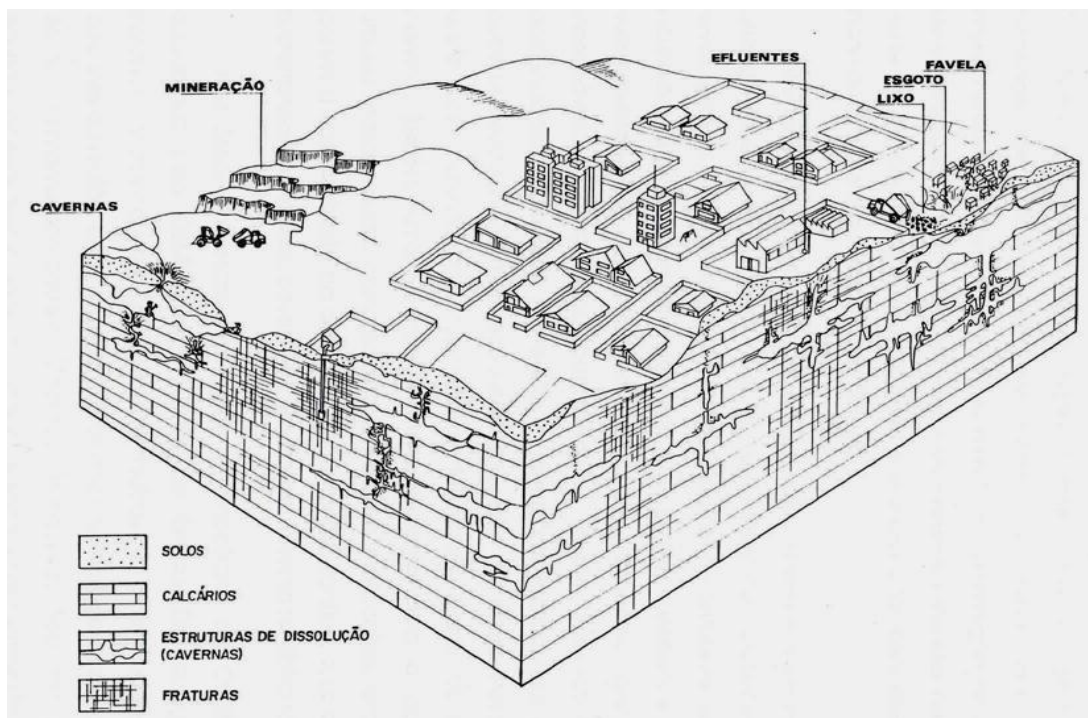 MINERAÇÃO
CAVERNAS
EFLUENTES
FAVELA
ESGOTO
LIXO
SOLOS
CALCÁRIOS
ESTRUTURAS DE DISSOLUÇÃO
(CAVERNAS)
FRATURAS